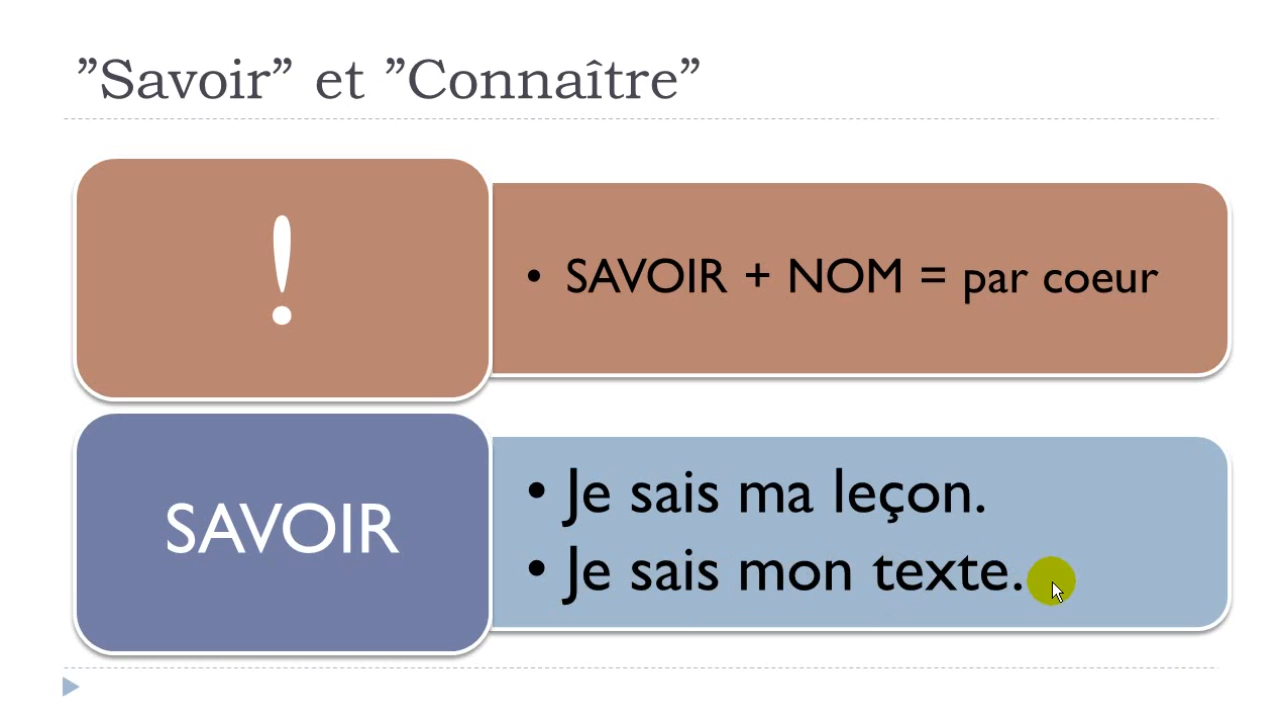 ”Savoir” et ”Connaître”
!
• SAVOIR + NOM = par coeur
SAVOIR
• Je sais ma leçon.
• Je sais mon texte.